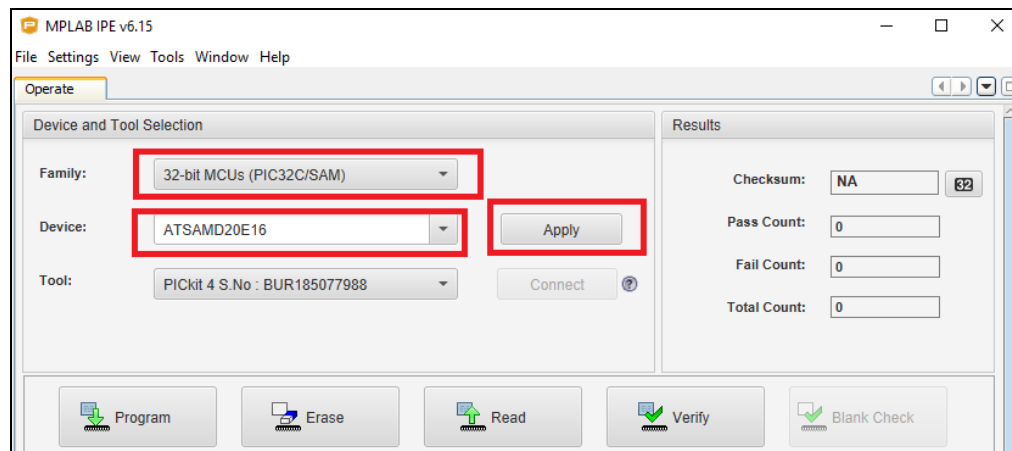 MPLAB IPE v6.15
File Settings View Tools Window Help
Operate
Device and Tool Selection
Family:
32-bit MCUs (PIC32C/SAM)
Device:
ATSAMD20E16
Apply
Tool:
PICkit 4 S.No : BUR185077988
Connect
?
Results
Checksum:
NA
32
Pass Count:
0
Fail Count:
0
Total Count:
0
Program
Erase
Read
Verify
Blank Check